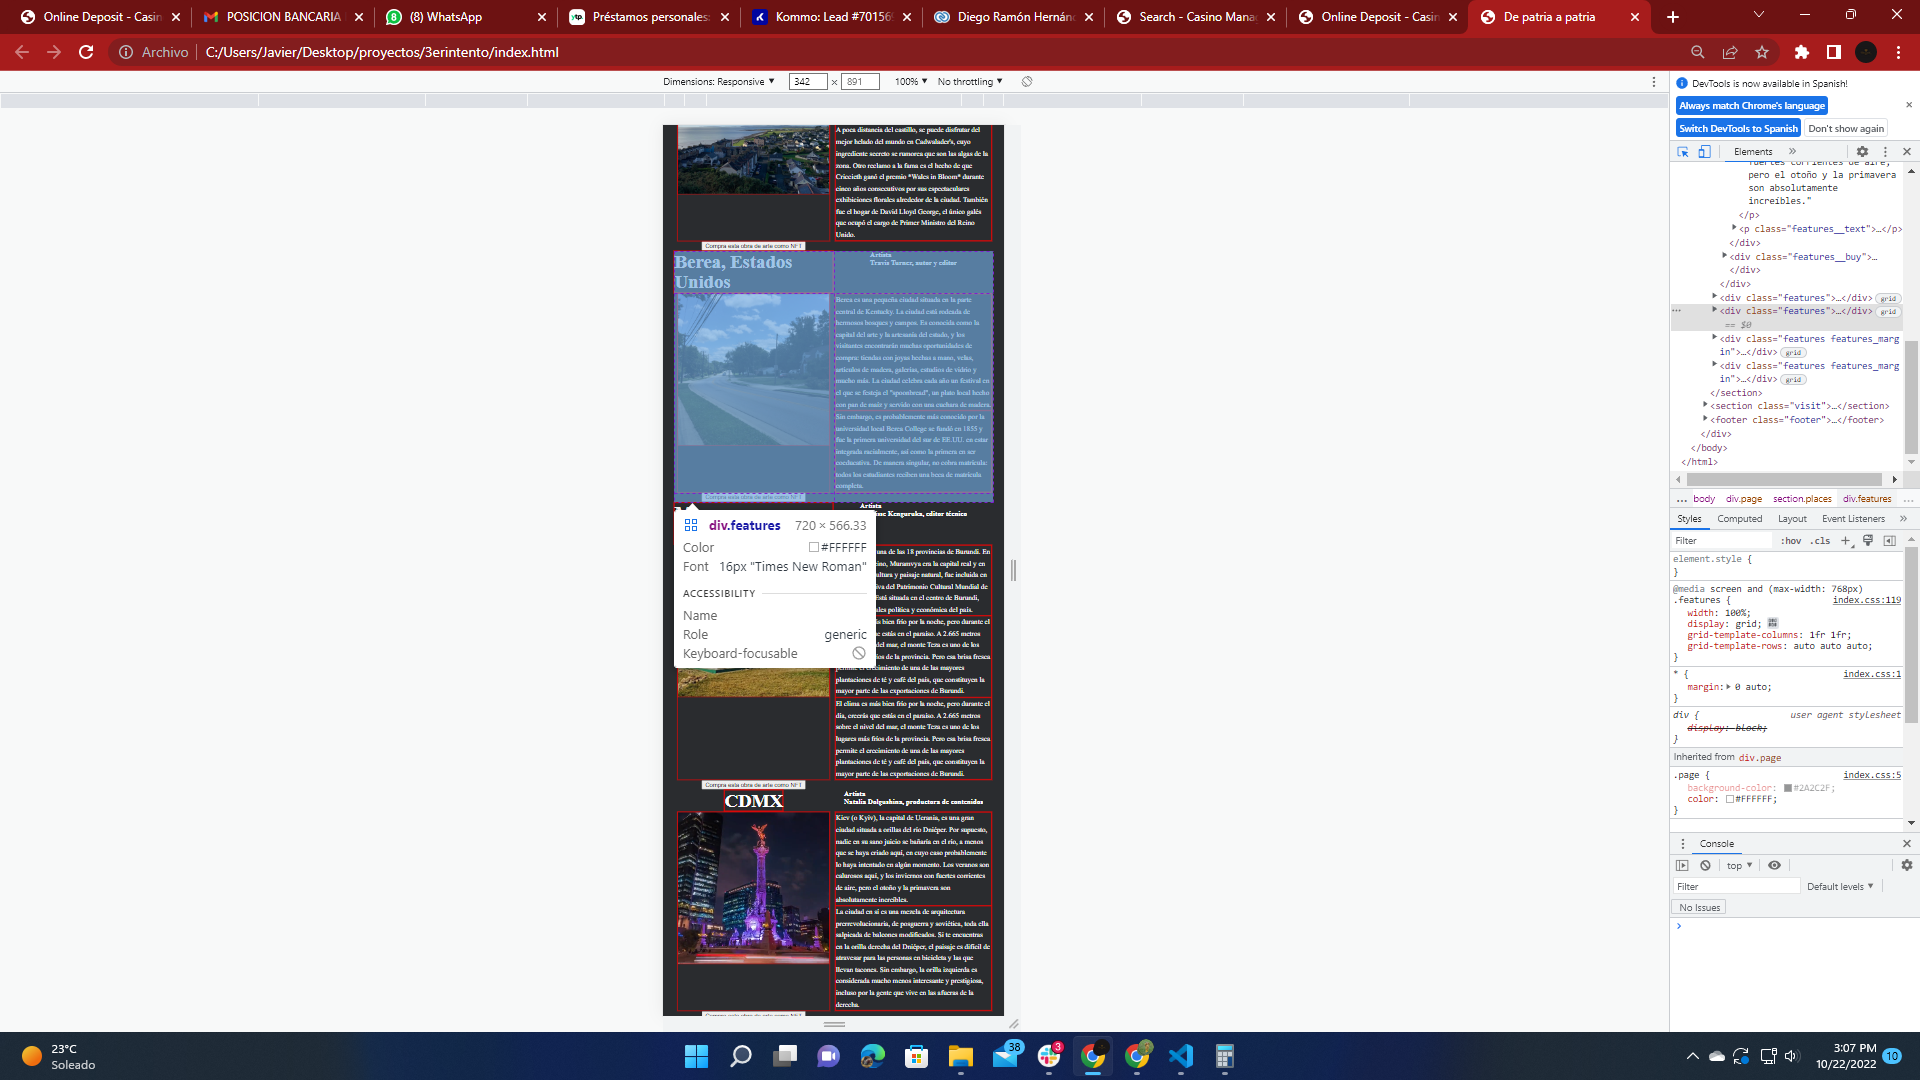 Online Deposit - Casin
POSICION BANCARIA
(8) WhatsApp
Préstamos personales:
Kommo: Lead #701569
Diego Ramón Hernánd
Search - Casino Manag
Online Deposit - Casin
De patria a patria
Archivo
C:/Users/Javier/Desktop/proyectos/3erintento/index.html
Dimensions: Responsive
342
×
891
100%
No throttling
A poca distancia del castillo, se puede disfrutar del
mejor helado del mundo en Cadwalader's, cuyo
ingrediente secreto se rumorea que son las algas de la
zona. Otro reclamo a la fama es el hecho de que
Criccieth ganó el premio "Wales in Bloom" durante
cinco años consecutivos por sus espectaculares
exhibiciones florales alrededor de la ciudad. También
fue el hogar de David Lloyd George, el único galés
que ocupó el cargo de Primer Ministro del Reino
Unido.
Compra esta obra de arte como NFT
Berea, Estados
Unidos
Artista
Travis Turner, autor y editor
Berea es una pequeña ciudad situada en la parte
central de Kentucky. La ciudad está rodeada de
hermosos bosques y campos. Es conocida como la
capital del arte y la artesanía del estado, y los
visitantes encontrarán muchas oportunidades de
compra: tiendas con joyas hechas a mano, velas,
artículos de madera, galerías, estudios de vidrio y
mucho más. La ciudad celebra cada año un festival en
el que se festeja el "spoonbread", un plato local hecho
con pan de maíz y servido con una cuchara de madera.
Sin embargo, es probablemente más conocido por la
universidad local Berea College se fundó en 1855 y
fue la primera universidad del sur de EE.UU. en estar
integrada racialmente, así como la primera en ser
coeducativa. De manera singular, no cobra matrícula:
todos los estudiantes reciben una beca de matrícula
completa.
Compra esta obra de arte como NFT
Artista
me Kenguruka, editor técnico
div.features
720 × 566.33
Color
#FFFFFF
Font
16px "Times New Roman"
ACCESSIBILITY
Name
Role
generic
Keyboard-focusable
una de las 18 provincias de Burundi. En
ino, Muramvya era la capital real y en
ultura y paisaje natural, fue incluida en
iva del Patrimonio Cultural Mundial de
Está situada en el centro de Burundi,
ales política y económica del país.
ás bien frío por la noche, pero durante el
ue estás en el paraíso. A 2.665 metros
del mar, el monte Teza es uno de los
íos de la provincia. Pero esa brisa fresca
permite el crecimiento de una de las mayores
plantaciones de té y café del país, que constituyen la
mayor parte de las exportaciones de Burundi.
El clima es más bien frío por la noche, pero durante el
día, creerás que estás en el paraíso. A 2.665 metros
sobre el nivel del mar, el monte Teza es uno de los
lugares más fríos de la provincia. Pero esa brisa fresca
permite el crecimiento de una de las mayores
plantaciones de té y café del país, que constituyen la
mayor parte de las exportaciones de Burundi.
Compra esta obra de arte como NFT
CDMX
Artista
Natalia Dolgushina, productora de contenidos
Kiev (o Kyiv), la capital de Ucrania, es una gran
ciudad situada a orillas del río Dniéper. Por supuesto,
nadie en su sano juicio se bañaría en el río, a menos
que se haya criado aquí, en cuyo caso probablemente
lo haya intentado en algún momento. Los veranos son
calurosos aquí, y los inviernos con fuertes corrientes
de aire, pero el otoño y la primavera son
absolutamente increíbles.
La ciudad en sí es una mezcla de arquitectura
prerrevolucionaria, de posguerra y soviética, toda ella
salpicada de balcones modificados. Si te encuentras
en la orilla derecha del Dniéper, el paisaje es difícil de
atravesar para las personas en bicicleta y las que
llevan tacones. Sin embargo, la orilla izquierda es
considerada mucho menos interesante y prestigiosa,
incluso por la gente que vive en las afueras de la
derecha.
Compra esta obra de arte como NFT
DevTools is now available in Spanish!
Always match Chrome's language
Switch DevTools to Spanish
Don't show again
Elements
»
fuertes corrientes de aire,
pero el otoño y la primavera
son absolutamente
increíbles."
</p>
<p class="features__text">…</p>
</div>
<div class="features__buy">…
</div>
</div>
<div class="features">…</div> grid
<div class="features">…</div> grid
== $0
<div class="features features_marg
in">…</div> grid
<div class="features features_marg
in">…</div> grid
</section>
<section class="visit">…</section>
<footer class="footer">…</footer>
</div>
</body>
</html>
… body div.page section.places div.features …
Styles Computed Layout Event Listeners »
Filter :hov .cls
element.style {
}
@media screen and (max-width: 768px)
.features { index.css:119
width: 100%;
display: grid;
grid-template-columns: 1fr 1fr;
grid-template-rows: auto auto auto;
}
* { index.css:1
margin: 0 auto;
}
div { user agent stylesheet
display: block;
}
Inherited from div.page
.page { index.css:5
background-color: #2A2C2F;
color: #FFFFFF;
}
Console
top
Filter
Default levels
No Issues
23°C
Soleado
38
3
3:07 PM
10/22/2022
10